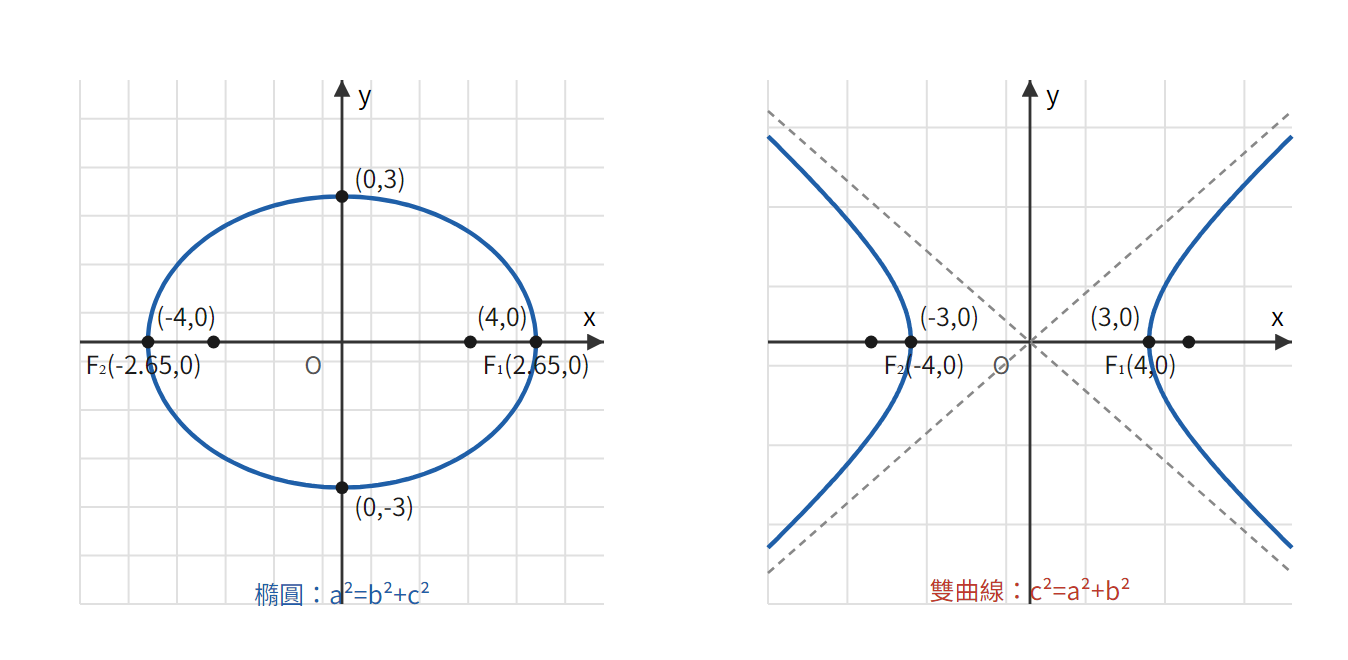 y
(0,3)
(-4,0)
(4,0)
x
F₂(-2.65,0)
O
F₁(2.65,0)
(0,-3)
橢圓：a²=b²+c²
y
(-3,0)
(3,0)
x
F₂(-4,0)
O
F₁(4,0)
雙曲線：c²=a²+b²